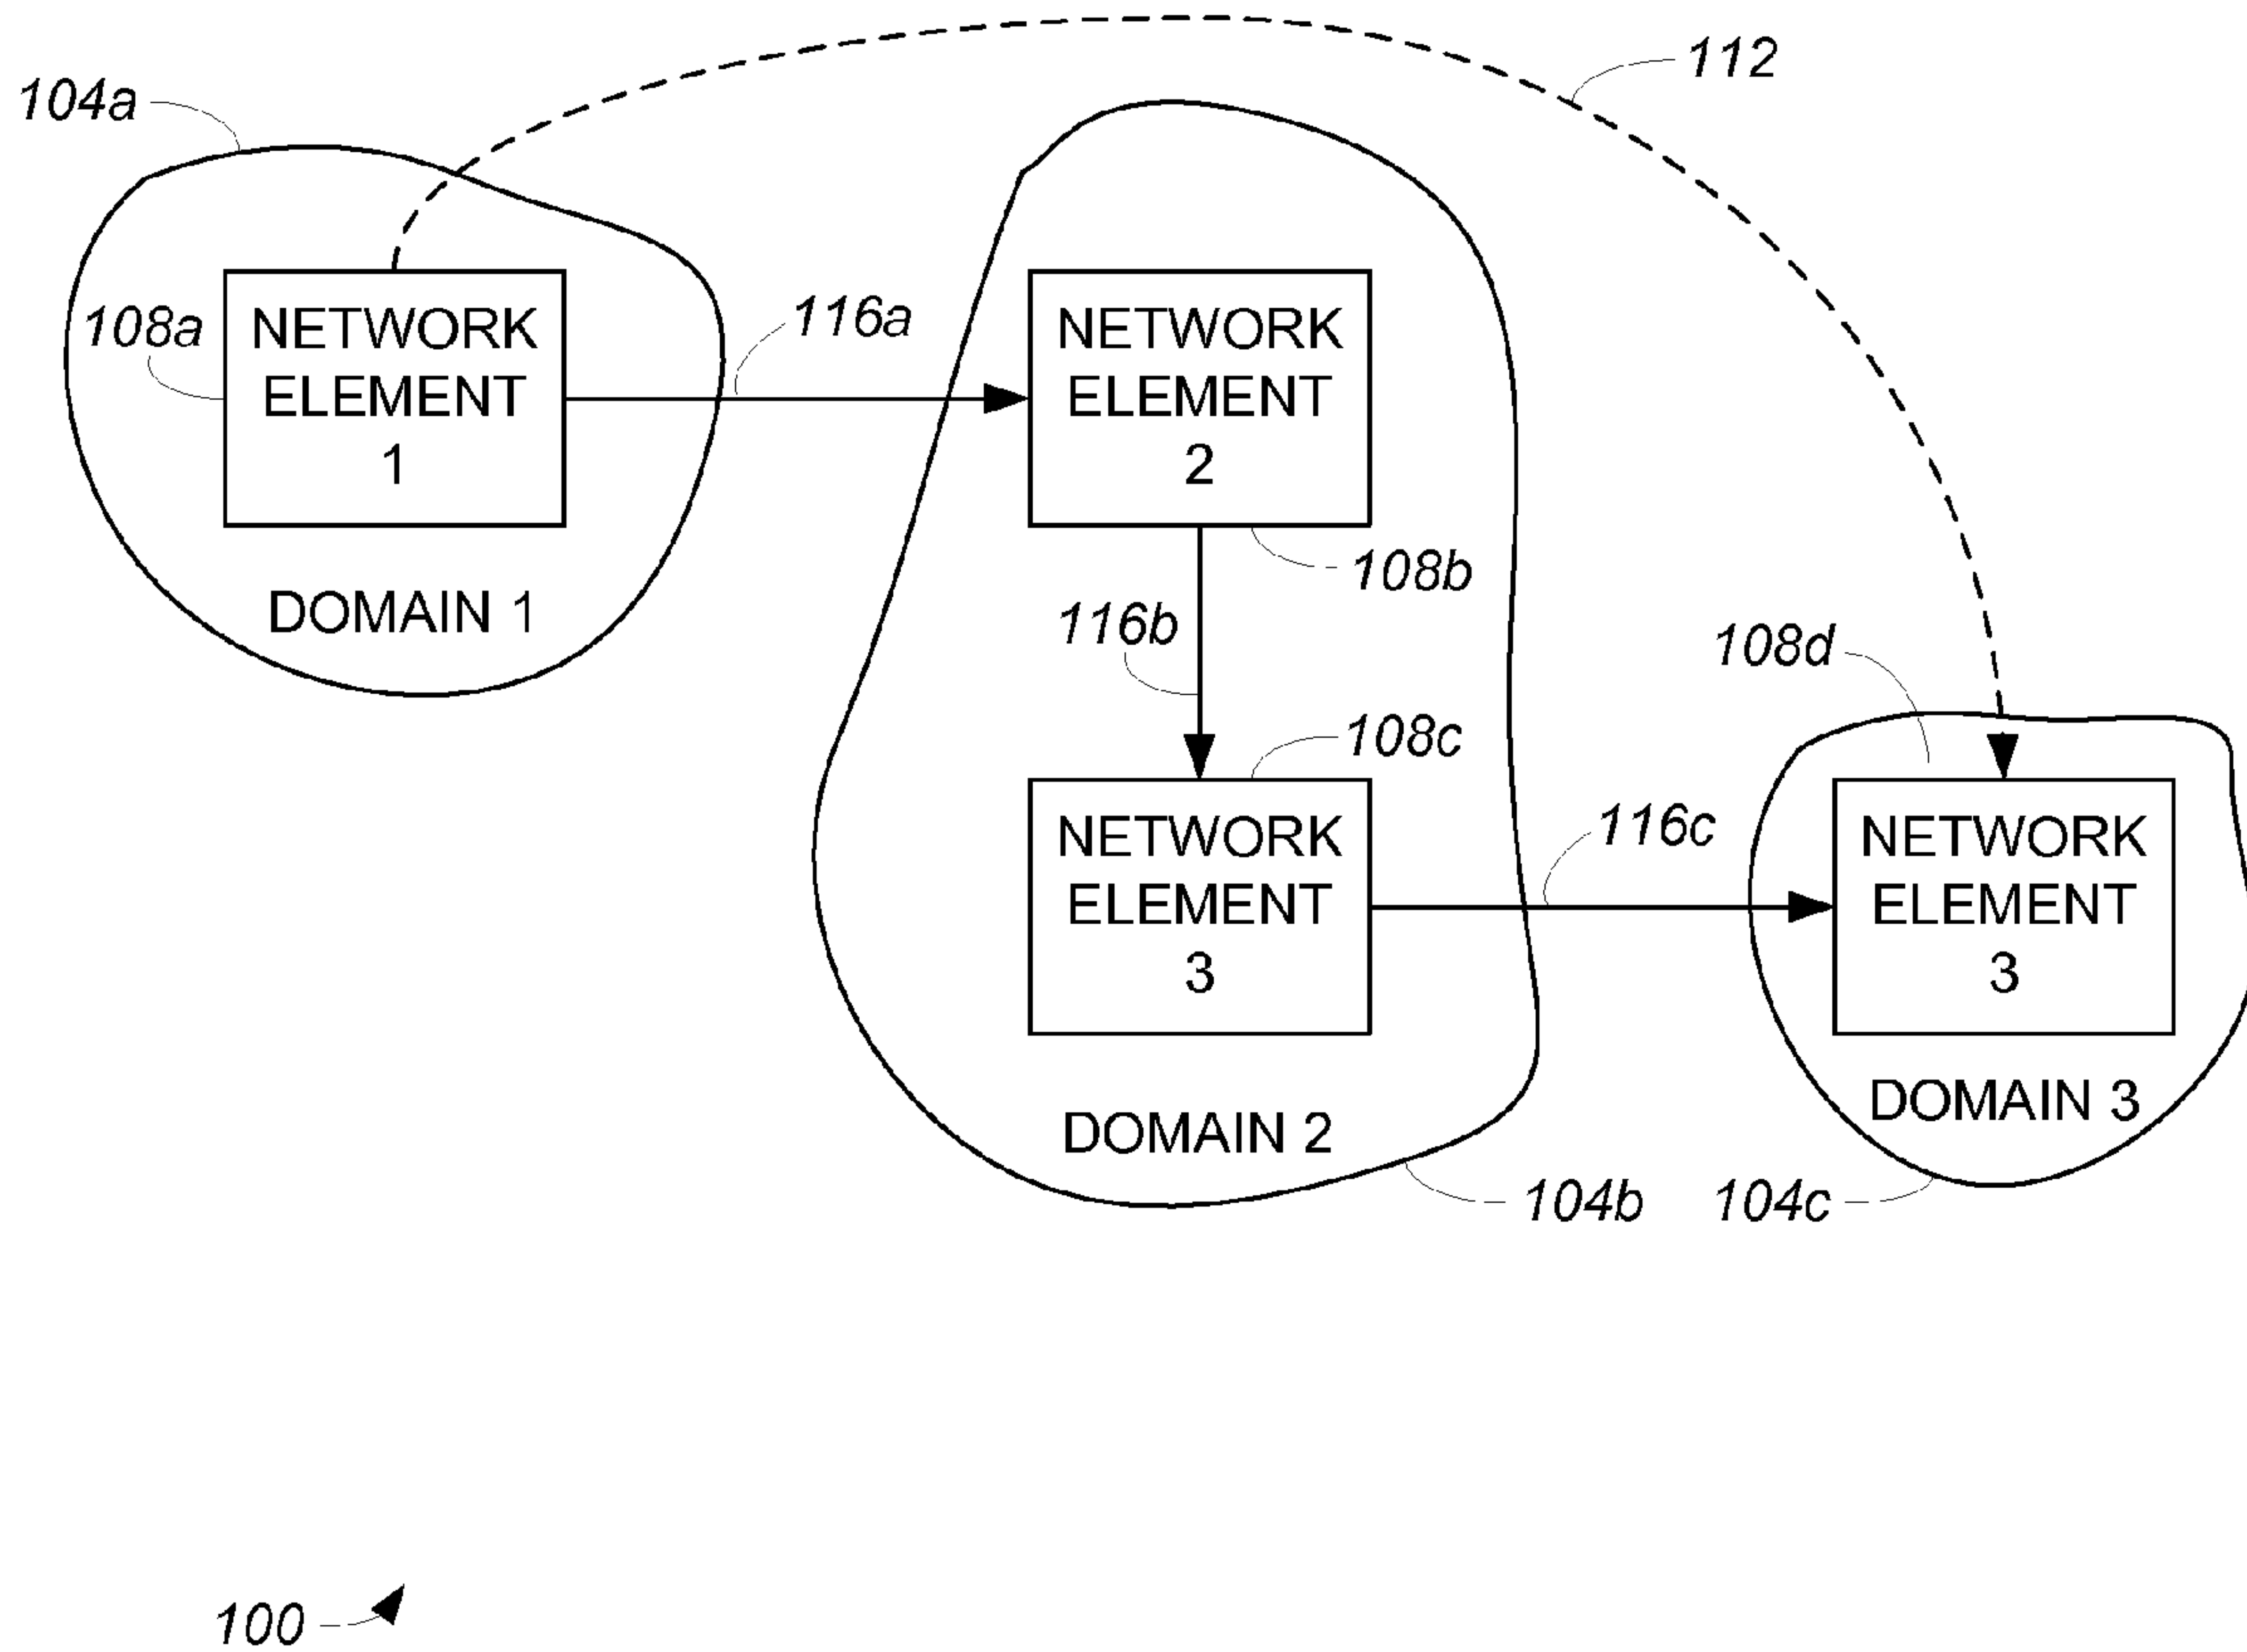 112
104a
108a
NETWORK
ELEMENT
1
DOMAIN 1
116a
NETWORK
ELEMENT
2
108b
116b
108c
NETWORK
ELEMENT
3
DOMAIN 2
104b
116c
108d
NETWORK
ELEMENT
3
DOMAIN 3
104c
100